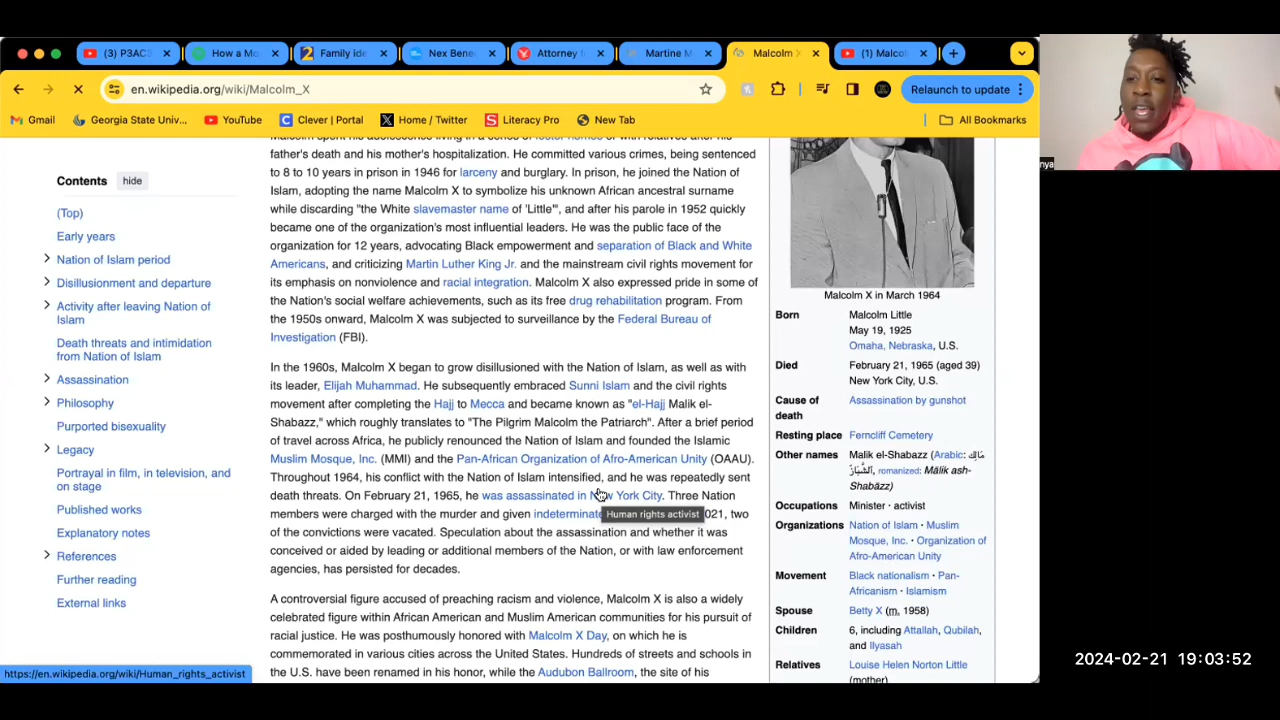 (3) P3AC
How a Mo
Family ide
Nex Bene
Attorney f
Martine M
Malcolm X
(1) Malco
en.wikipedia.org/wiki/Malcolm_X
Relaunch to update
Gmail
Georgia State Univ...
YouTube
Clever | Portal
Home / Twitter
Literacy Pro
New Tab
All Bookmarks
Contents hide
(Top)
Early years
Nation of Islam period
Disillusionment and departure
Activity after leaving Nation of
Islam
Death threats and intimidation
from Nation of Islam
Assassination
Philosophy
Purported bisexuality
Legacy
Portrayal in film, in television, and
on stage
Published works
Explanatory notes
References
Further reading
External links
https://en.wikipedia.org/wiki/Human_rights_activist
father's death and his mother's hospitalization. He committed various crimes, being sentenced
to 8 to 10 years in prison in 1946 for larceny and burglary. In prison, he joined the Nation of
Islam, adopting the name Malcolm X to symbolize his unknown African ancestral surname
while discarding "the White slavemaster name of 'Little'", and after his parole in 1952 quickly
became one of the organization's most influential leaders. He was the public face of the
organization for 12 years, advocating Black empowerment and separation of Black and White
Americans, and criticizing Martin Luther King Jr. and the mainstream civil rights movement for
its emphasis on nonviolence and racial integration. Malcolm X also expressed pride in some of
the Nation's social welfare achievements, such as its free drug rehabilitation program. From
the 1950s onward, Malcolm X was subjected to surveillance by the Federal Bureau of
Investigation (FBI).
In the 1960s, Malcolm X began to grow disillusioned with the Nation of Islam, as well as with
its leader, Elijah Muhammad. He subsequently embraced Sunni Islam and the civil rights
movement after completing the Hajj to Mecca and became known as "el-Hajj Malik el-
Shabazz," which roughly translates to "The Pilgrim Malcolm the Patriarch". After a brief period
of travel across Africa, he publicly renounced the Nation of Islam and founded the Islamic
Muslim Mosque, Inc. (MMI) and the Pan-African Organization of Afro-American Unity (OAAU).
Throughout 1964, his conflict with the Nation of Islam intensified, and he was repeatedly sent
death threats. On February 21, 1965, he was assassinated in New York City. Three Nation
members were charged with the murder and given indeterminate 021, two
Human rights activist
of the convictions were vacated. Speculation about the assassination and whether it was
conceived or aided by leading or additional members of the Nation, or with law enforcement
agencies, has persisted for decades.
A controversial figure accused of preaching racism and violence, Malcolm X is also a widely
celebrated figure within African American and Muslim American communities for his pursuit of
racial justice. He was posthumously honored with Malcolm X Day, on which he is
commemorated in various cities across the United States. Hundreds of streets and schools in
the U.S. have been renamed in his honor, while the Audubon Ballroom, the site of his
Malcolm X in March 1964
Born Malcolm Little
May 19, 1925
Omaha, Nebraska, U.S.
Died February 21, 1965 (aged 39)
New York City, U.S.
Cause of Assassination by gunshot
death
Resting place Ferncliff Cemetery
Other names Malik el-Shabazz (Arabic: مَالِك
ٱلشَّبَازّ, romanized: Mālik ash-
Shabāzz)
Occupations Minister · activist
Organizations Nation of Islam · Muslim
Mosque, Inc. · Organization of
Afro-American Unity
Movement Black nationalism · Pan-
Africanism · Islamism
Spouse Betty X (m. 1958)
Children 6, including Attallah, Qubilah,
and Ilyasah
Relatives Louise Helen Norton Little
(mother)
nya
2024-02-21 19:03:52